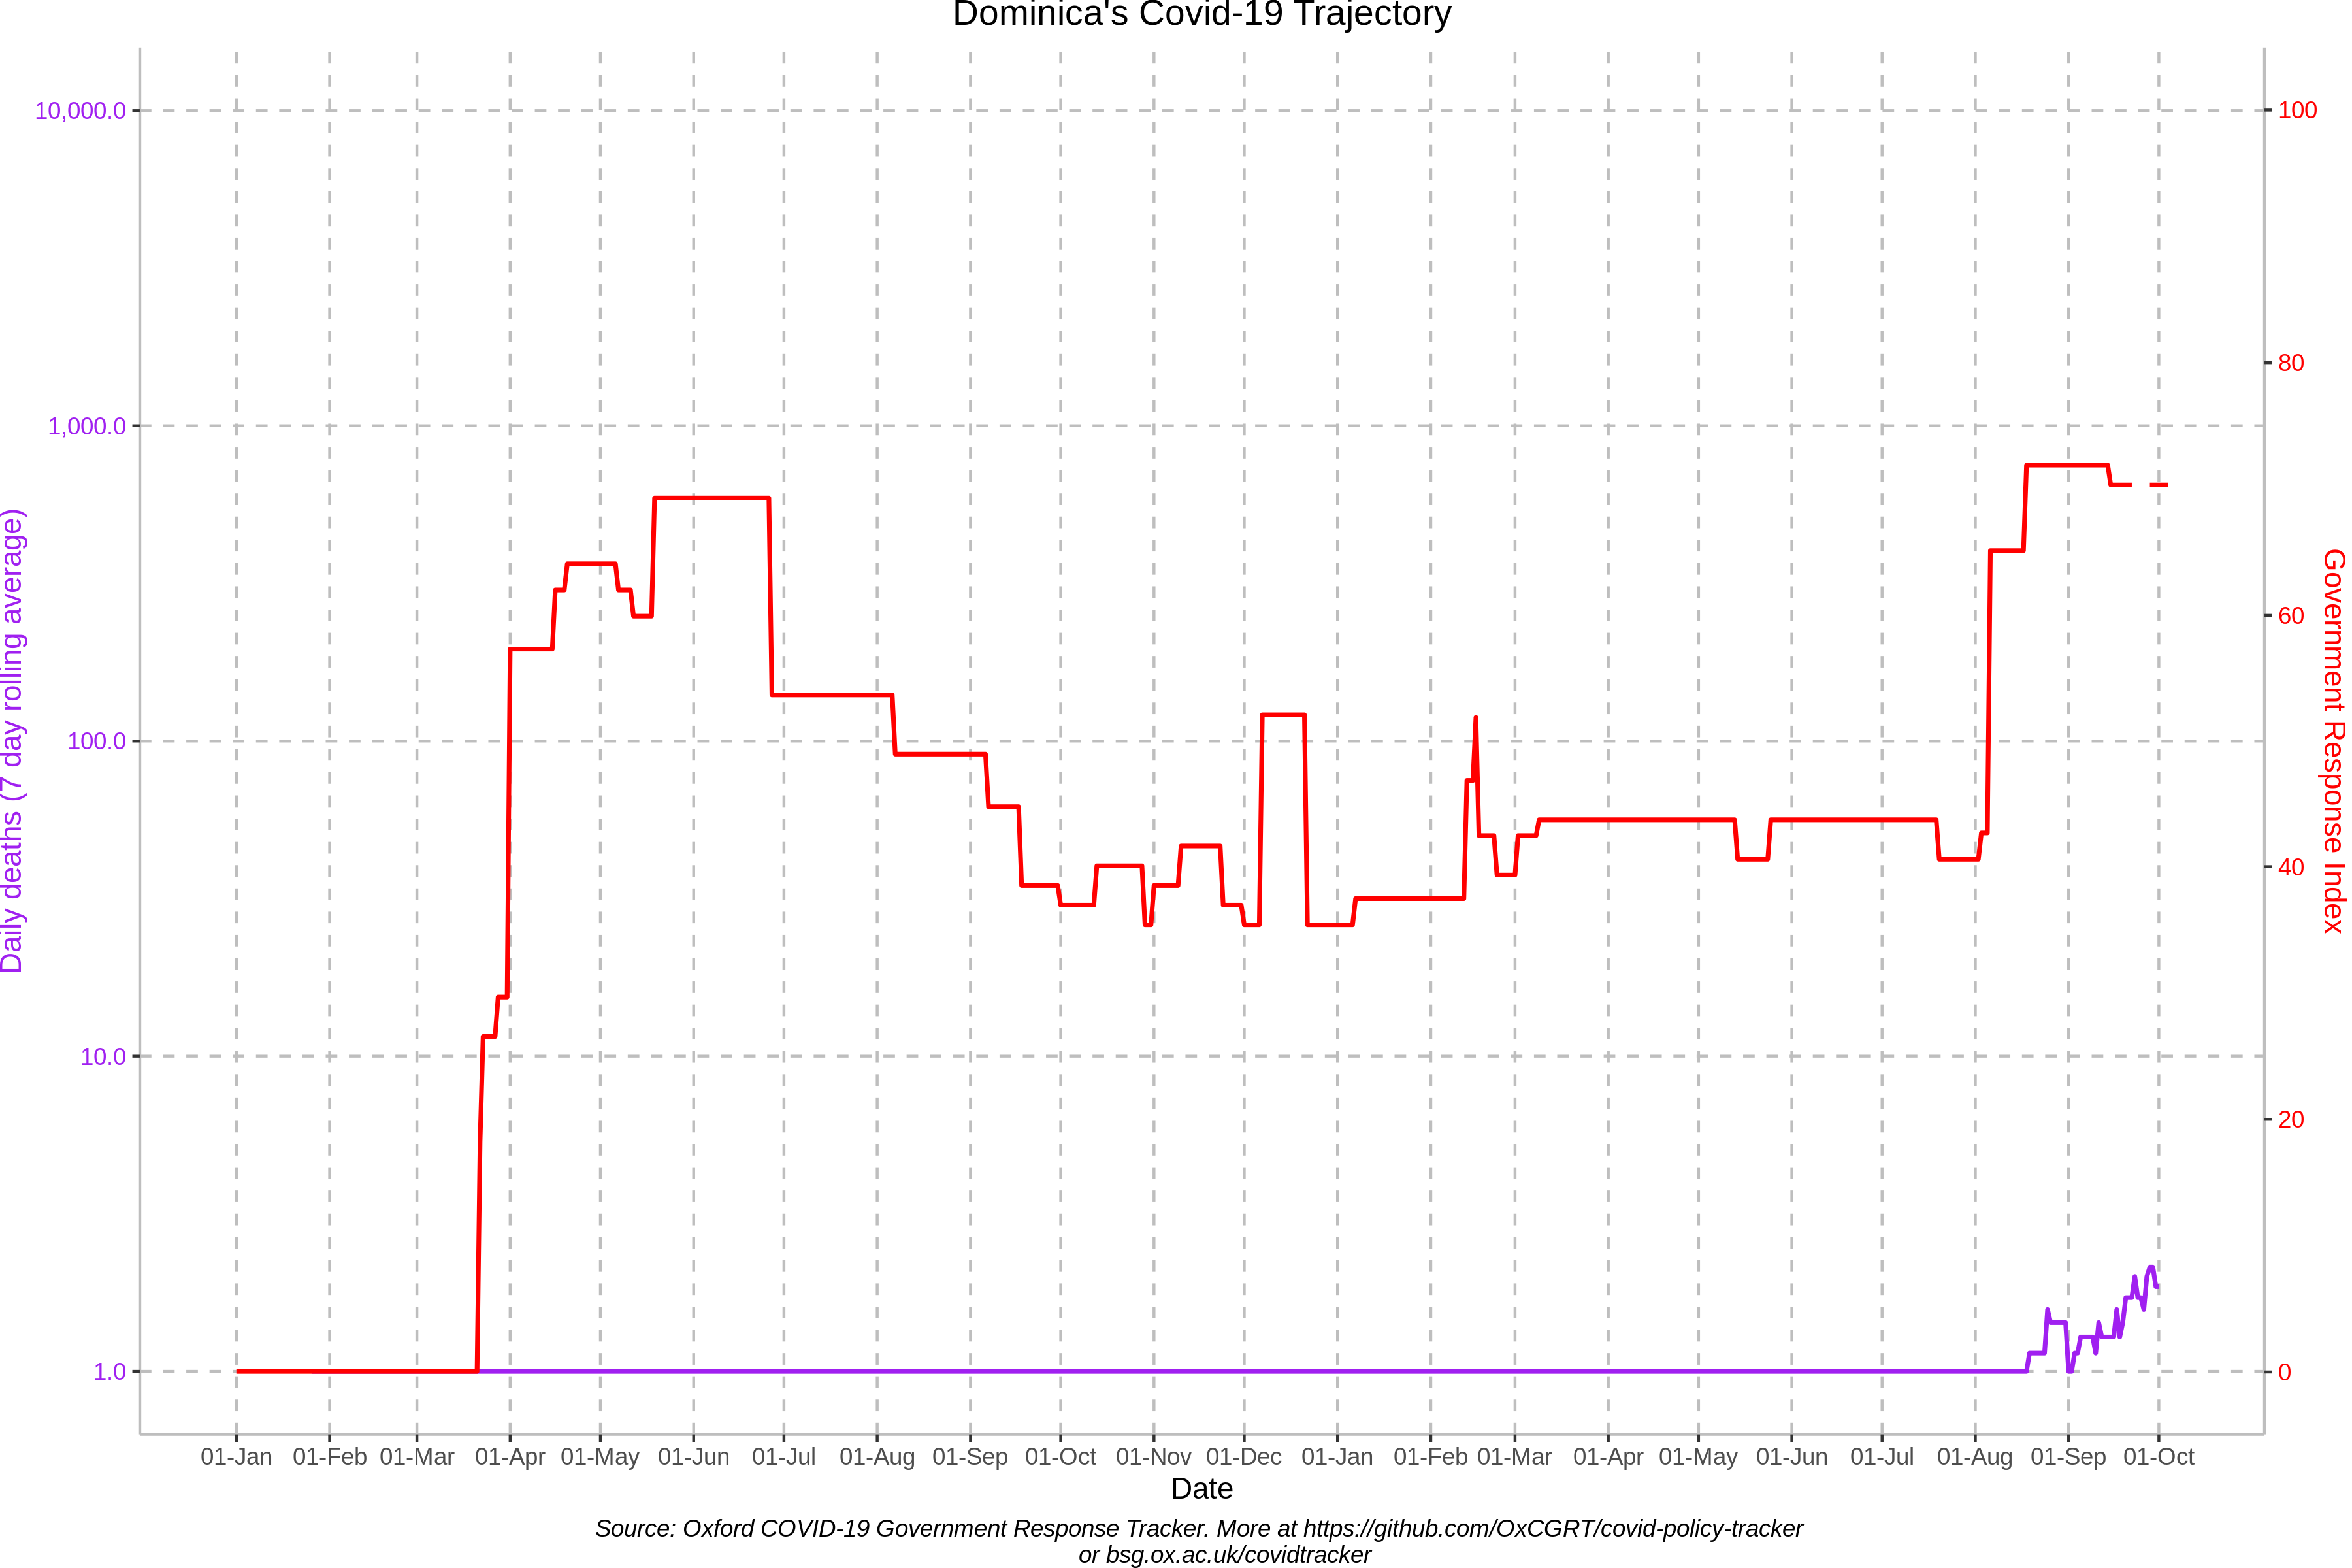 Dominica's Covid-19 Trajectory
10,000.0
1,000.0
100.0
10.0
1.0
Daily deaths (7 day rolling average)
100
80
60
40
20
0
Government Response Index
01-Jan 01-Feb 01-Mar 01-Apr 01-May 01-Jun 01-Jul 01-Aug 01-Sep 01-Oct 01-Nov 01-Dec 01-Jan 01-Feb 01-Mar 01-Apr 01-May 01-Jun 01-Jul 01-Aug 01-Sep 01-Oct
Date
Source: Oxford COVID-19 Government Response Tracker. More at https://github.com/OxCGRT/covid-policy-tracker
or bsg.ox.ac.uk/covidtracker